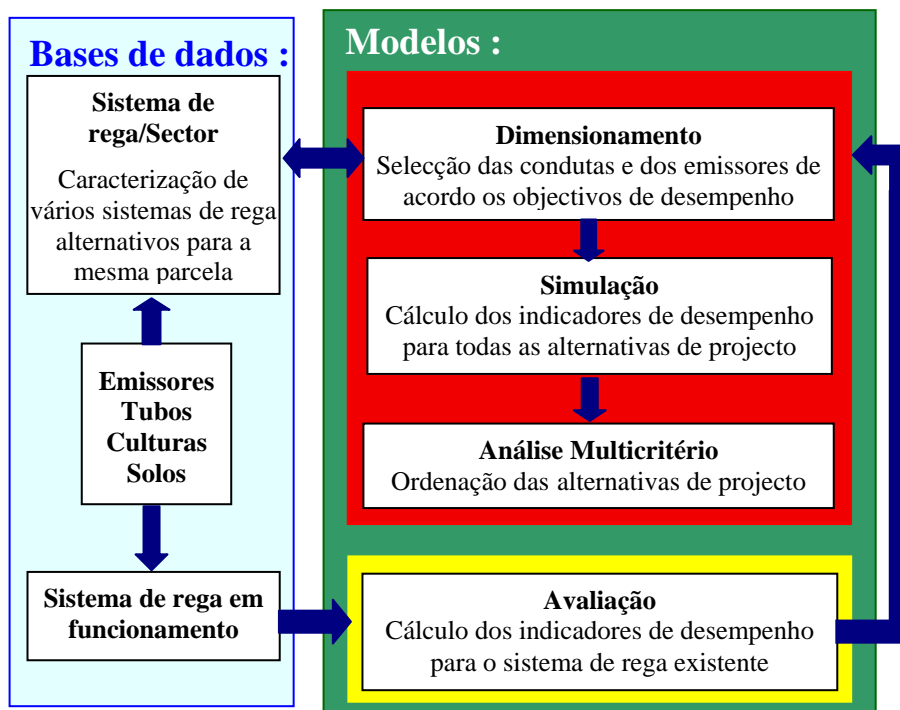 Bases de dados :
Sistema de
rega/Sector
Caracterização de
vários sistemas de rega
alternativos para a
mesma parcela
Emissores
Tubos
Culturas
Solos
Sistema de rega em
funcionamento
Modelos :
Dimensionamento
Selecção das condutas e dos emissores de
acordo os objectivos de desempenho
Simulação
Cálculo dos indicadores de desempenho
para todas as alternativas de projecto
Análise Multicritério
Ordenação das alternativas de projecto
Avaliação
Cálculo dos indicadores de desempenho
para o sistema de rega existente